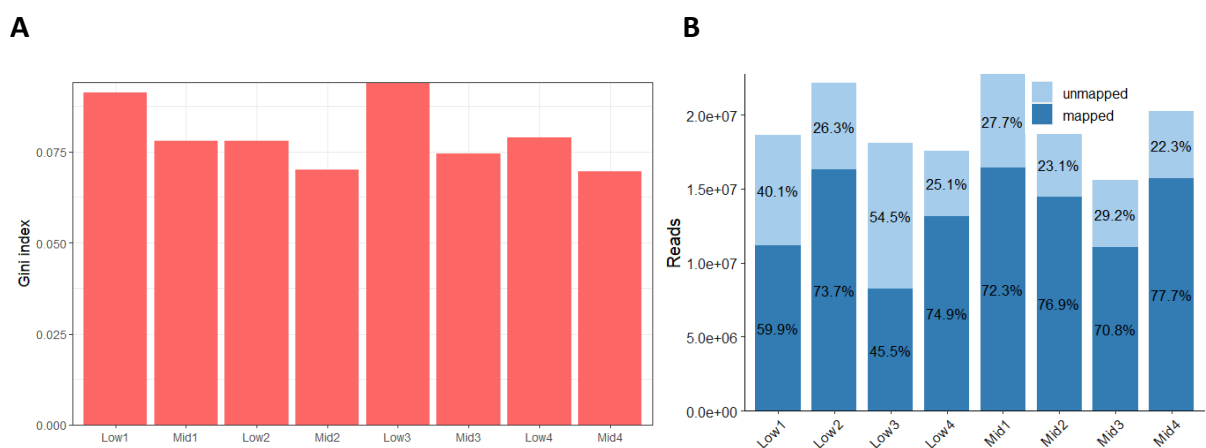 A
B
Gini index
0.075
0.050
0.025
0.000
Low1 Mid1 Low2 Mid2 Low3 Mid3 Low4 Mid4
Reads
2.0e+07
1.5e+07
1.0e+07
5.0e+06
0.0e+00
unmapped
mapped
40.1% 26.3% 54.5% 25.1% 27.7% 23.1% 29.2% 22.3%
59.9% 73.7% 45.5% 74.9% 72.3% 76.9% 70.8% 77.7%
Low1 Low2 Low3 Low4 Mid1 Mid2 Mid3 Mid4